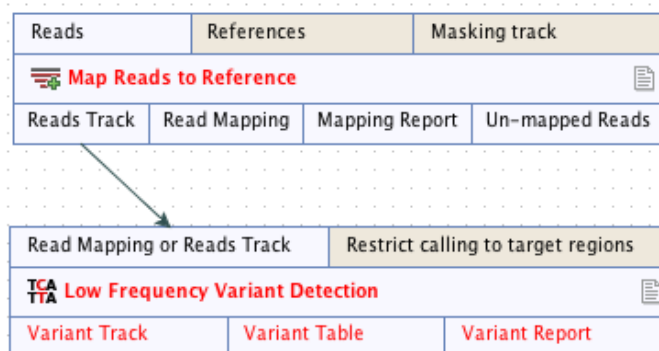 Reads References Masking track
Map Reads to Reference
Reads Track Read Mapping Mapping Report Un-mapped Reads
Read Mapping or Reads Track Restrict calling to target regions
TCA
TTA Low Frequency Variant Detection
Variant Track Variant Table Variant Report